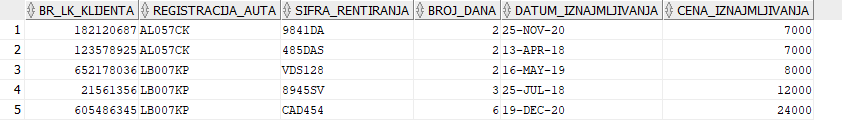 BR_LK_KLIJENTA REGISTRACIJA_AUTA SIFRA_RENTIRANJA BROJ_DANA DATUM_IZNAJMLJIVANJA CENA_IZNAJMLJIVANJA
1 182120687 AL057CK 9841DA 2 25-NOV-20 7000
2 123578925 AL057CK 485DAS 2 13-APR-18 7000
3 652178036 LB007KP VDS128 2 16-MAY-19 8000
4 21561356 LB007KP 8945SV 3 25-JUL-18 12000
5 605486345 LB007KP CAD454 6 19-DEC-20 24000